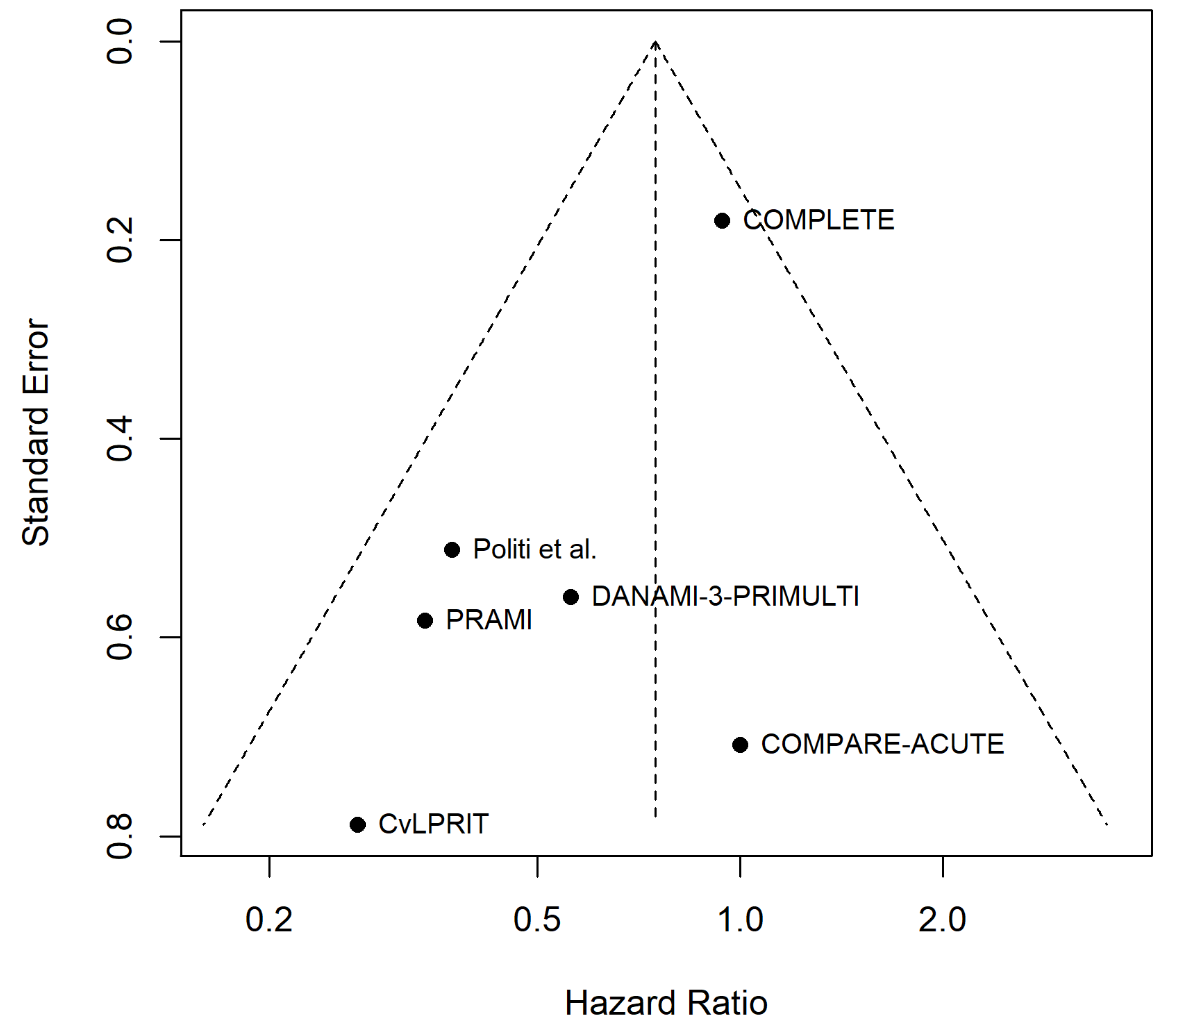 0.0
COMPLETE
0.2
0.4
Standard Error
Politi et al.
DANAMI-3-PRIMULTI
PRAMI
0.6
COMPARE-ACUTE
CvLPRIT
0.8
0.2 0.5 1.0 2.0
Hazard Ratio